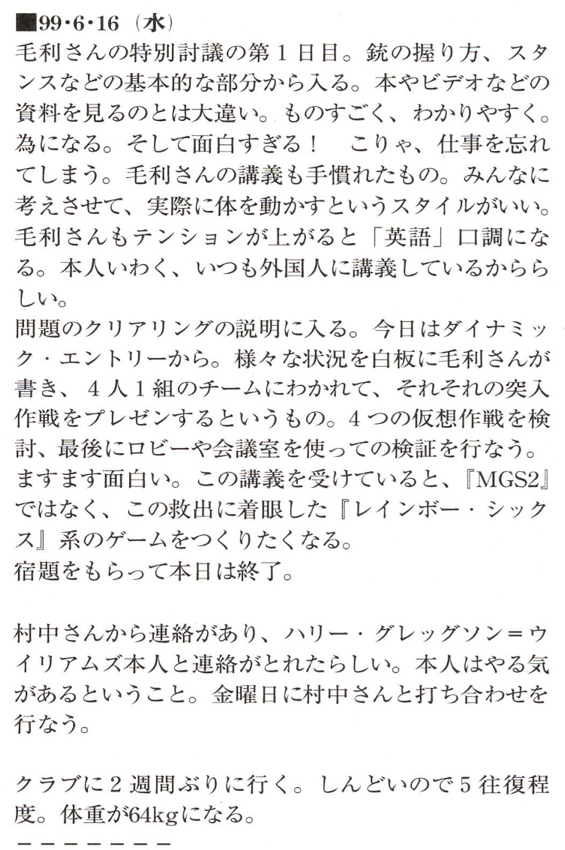 ■99・6・16（水）
毛利さんの特別討議の第1日目。銃の握り方、スタ
ンスなどの基本的な部分から入る。本やビデオなどの
資料を見るのとは大違い。ものすごく、わかりやすく。
為になる。そして面白すぎる！　こりゃ、仕事を忘れ
てしまう。毛利さんの講義も手慣れたもの。みんなに
考えさせて、実際に体を動かすというスタイルがいい。
毛利さんもテンションが上がると「英語」口調にな
る。本人いわく、いつも外国人に講義しているからら
しい。
問題のクリアリングの説明に入る。今日はダイナミッ
ク・エントリーから。様々な状況を白板に毛利さんが
書き、4人1組のチームにわかれて、それそれの突入
作戦をプレゼンするというもの。4つの仮想作戦を検
討、最後にロビーや会議室を使っての検証を行なう。
ますます面白い。この講義を受けていると、『MGS2』
ではなく、この救出に着眼した『レインボー・シック
ス』系のゲームをつくりたくなる。
宿題をもらって本日は終了。
村中さんから連絡があり、ハリー・グレッグソン＝ウ
イリアムズ本人と連絡がとれたらしい。本人はやる気
があるということ。金曜日に村中さんと打ち合わせを
行なう。
クラブに2週間ぶりに行く。しんどいので5往復程
度。体重が64kgになる。
－－－－－－－